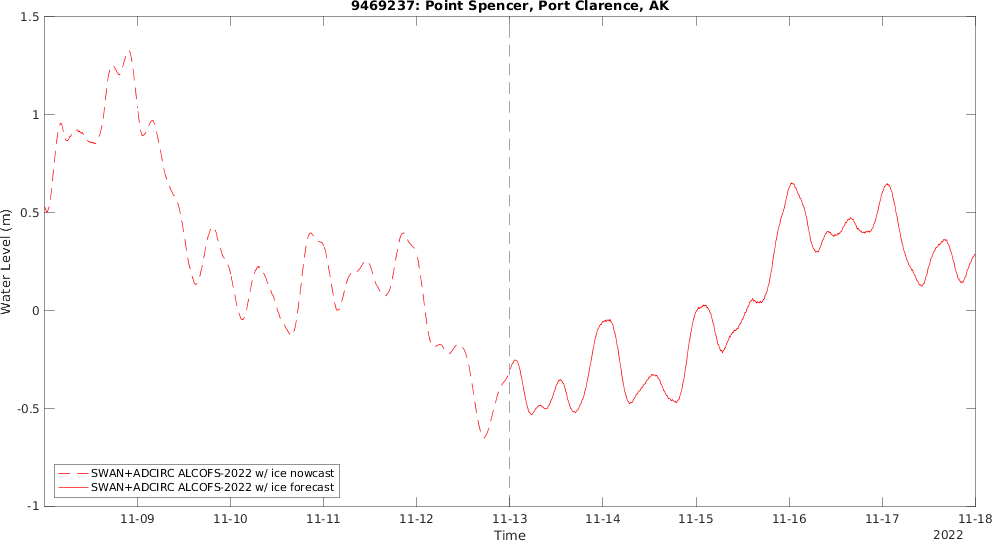 9469237: Point Spencer, Port Clarence, AK
1.5
1
0.5
0
-0.5
-1
Water Level (m)
SWAN+ADCIRC ALCOFS-2022 w/ ice nowcast
SWAN+ADCIRC ALCOFS-2022 w/ ice forecast
11-09 11-10 11-11 11-12 11-13 11-14 11-15 11-16 11-17 11-18
Time
2022